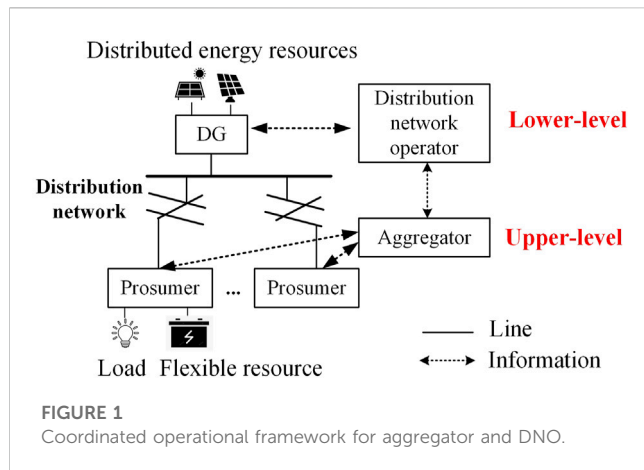 Distributed energy resources
DG
Distribution
network
operator
Lower-level
Distribution
network
Aggregator
Upper-level
Prosumer
...
Prosumer
Line
Load
Flexible resource
Information
FIGURE 1
Coordinated operational framework for aggregator and DNO.